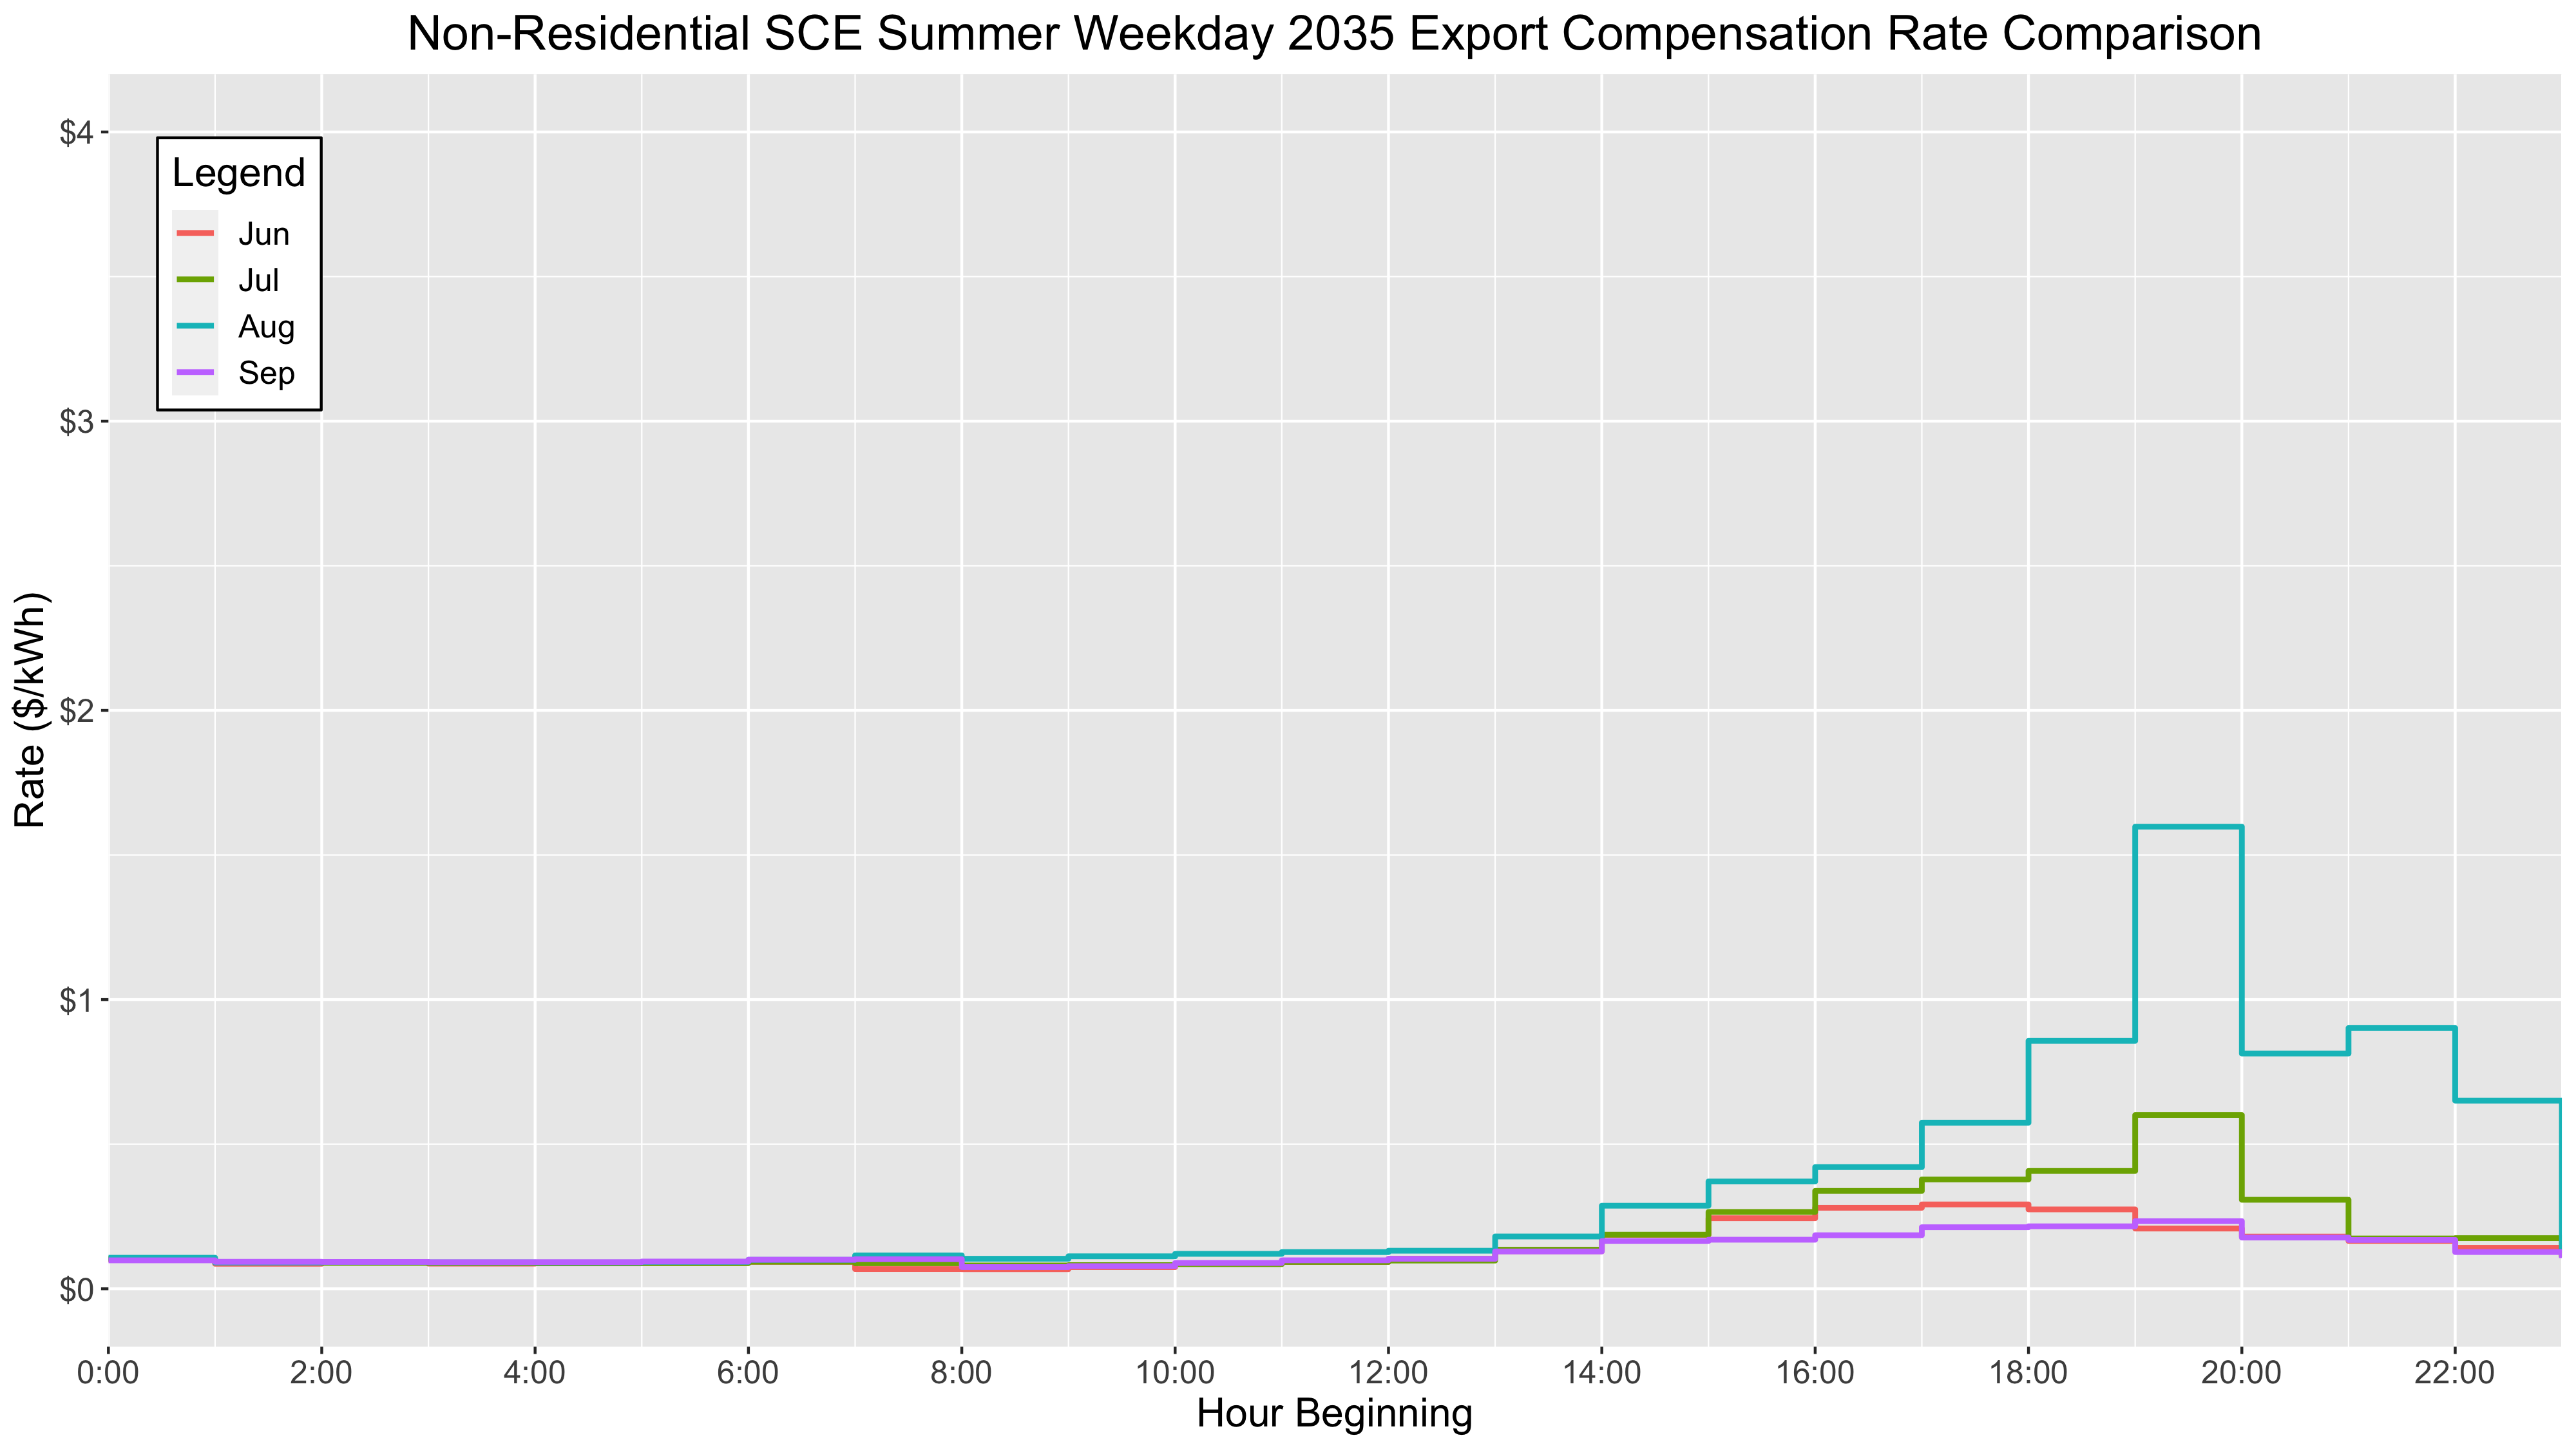 Non-Residential SCE Summer Weekday 2035 Export Compensation Rate Comparison
Rate ($/kWh)
$4
$3
$2
$1
$0
Legend
Jun
Jul
Aug
Sep
0:00 2:00 4:00 6:00 8:00 10:00 12:00 14:00 16:00 18:00 20:00 22:00
Hour Beginning